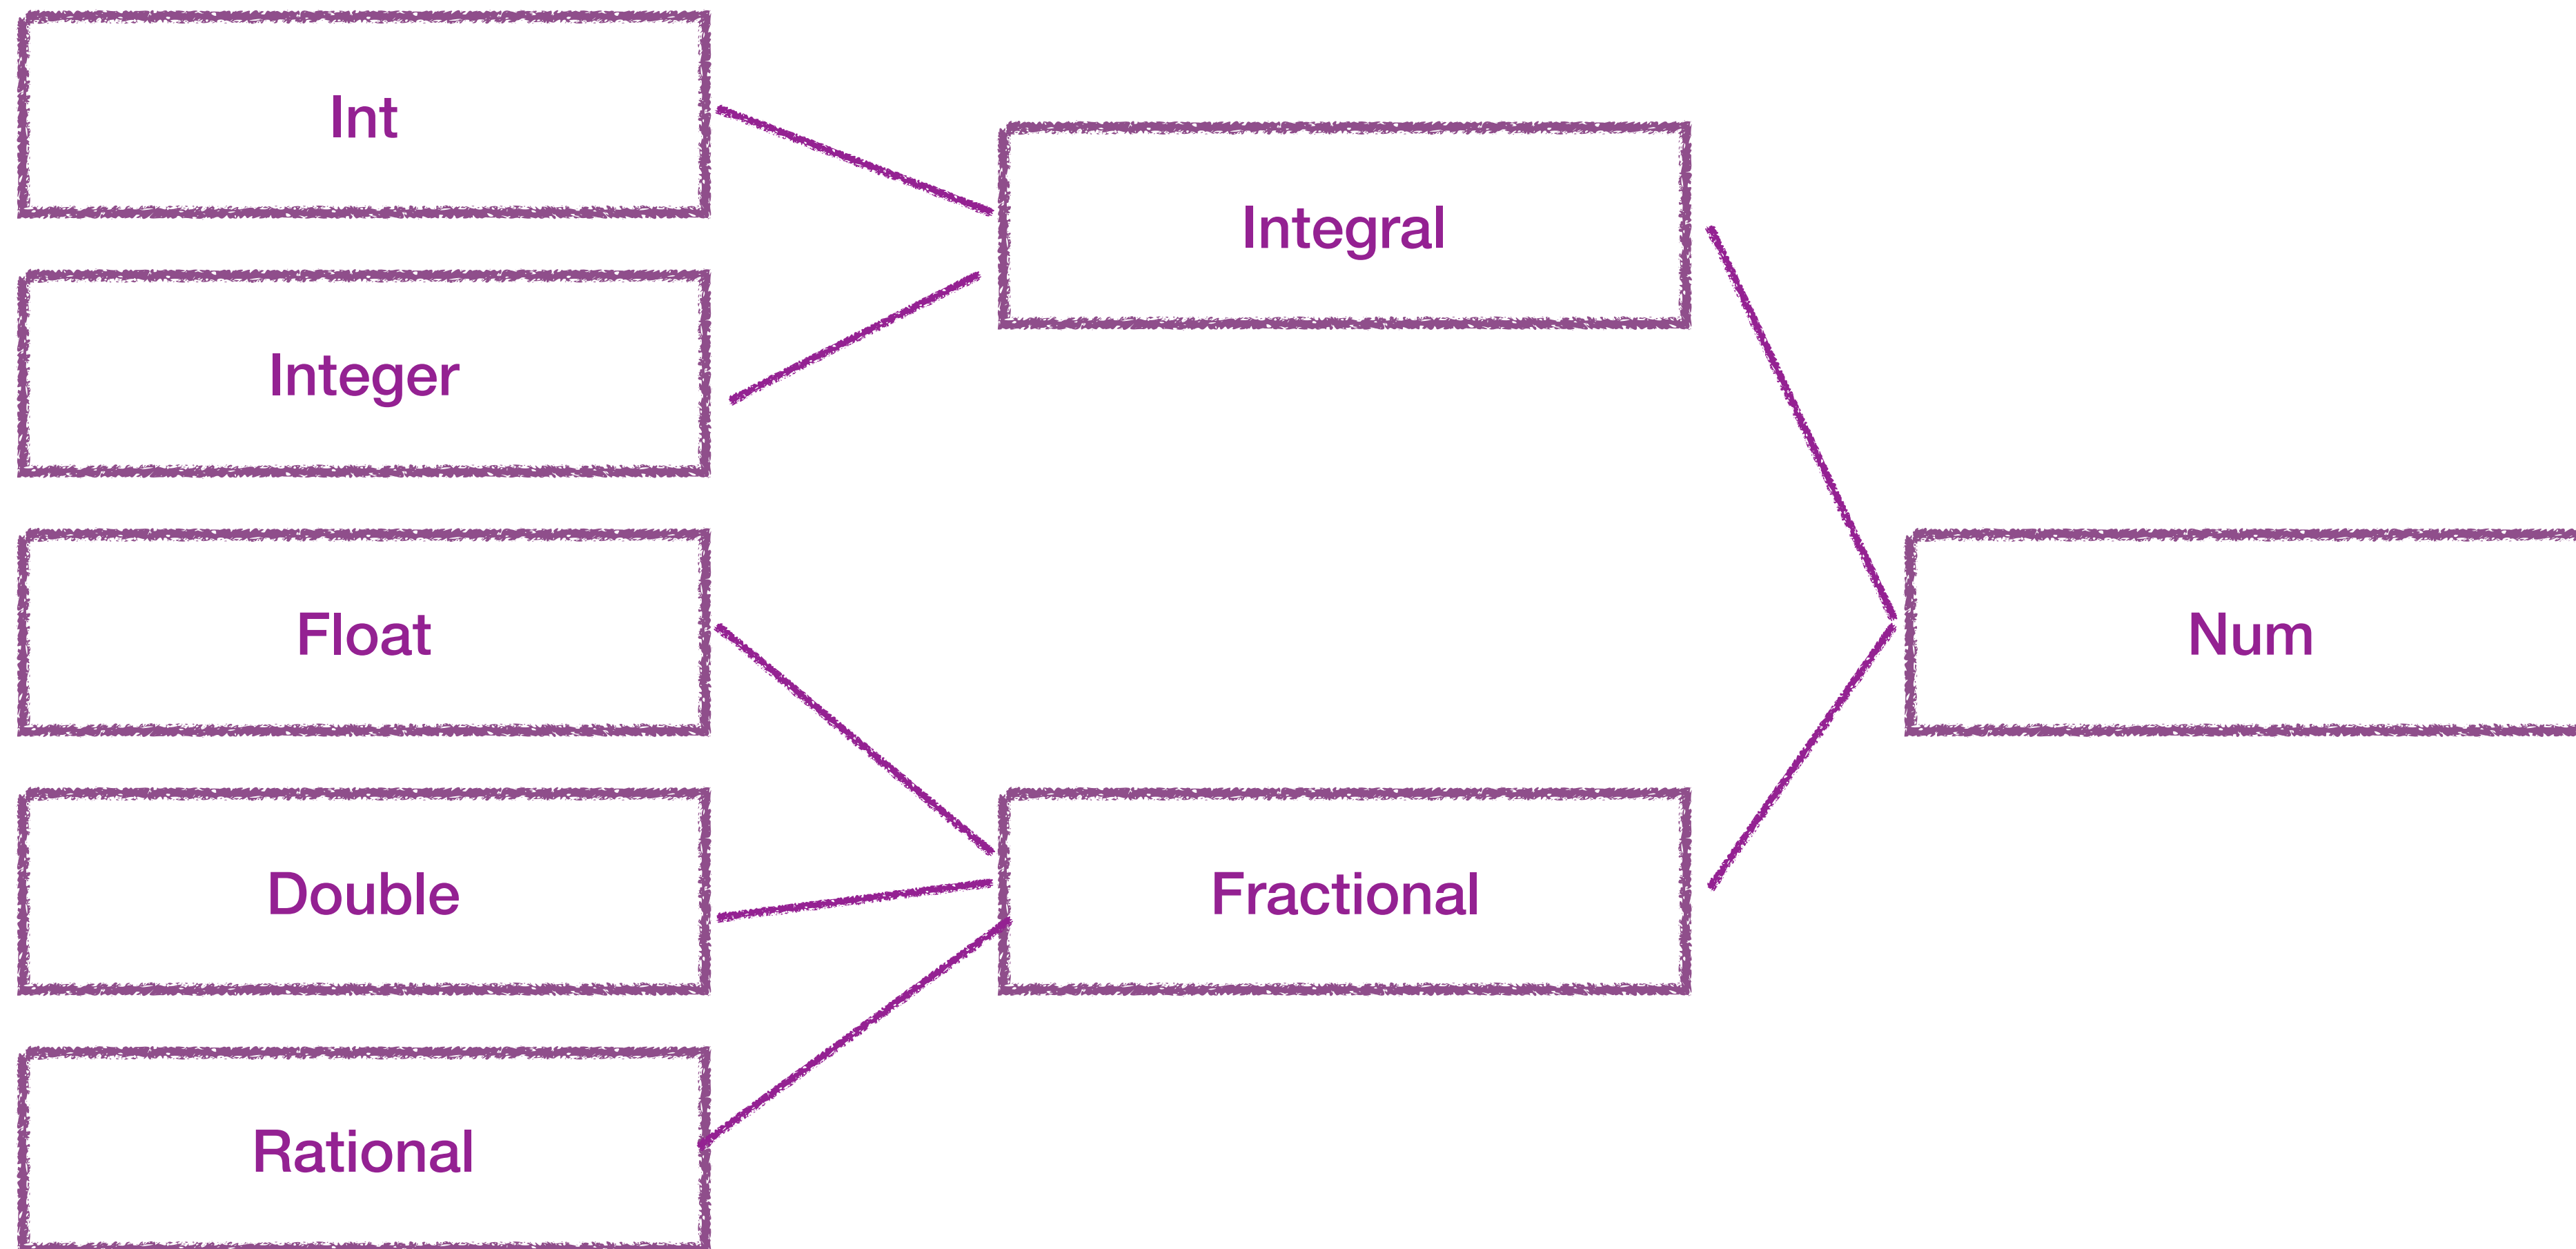 Int
Integer
Float
Double
Rational
Integral
Fractional
Num